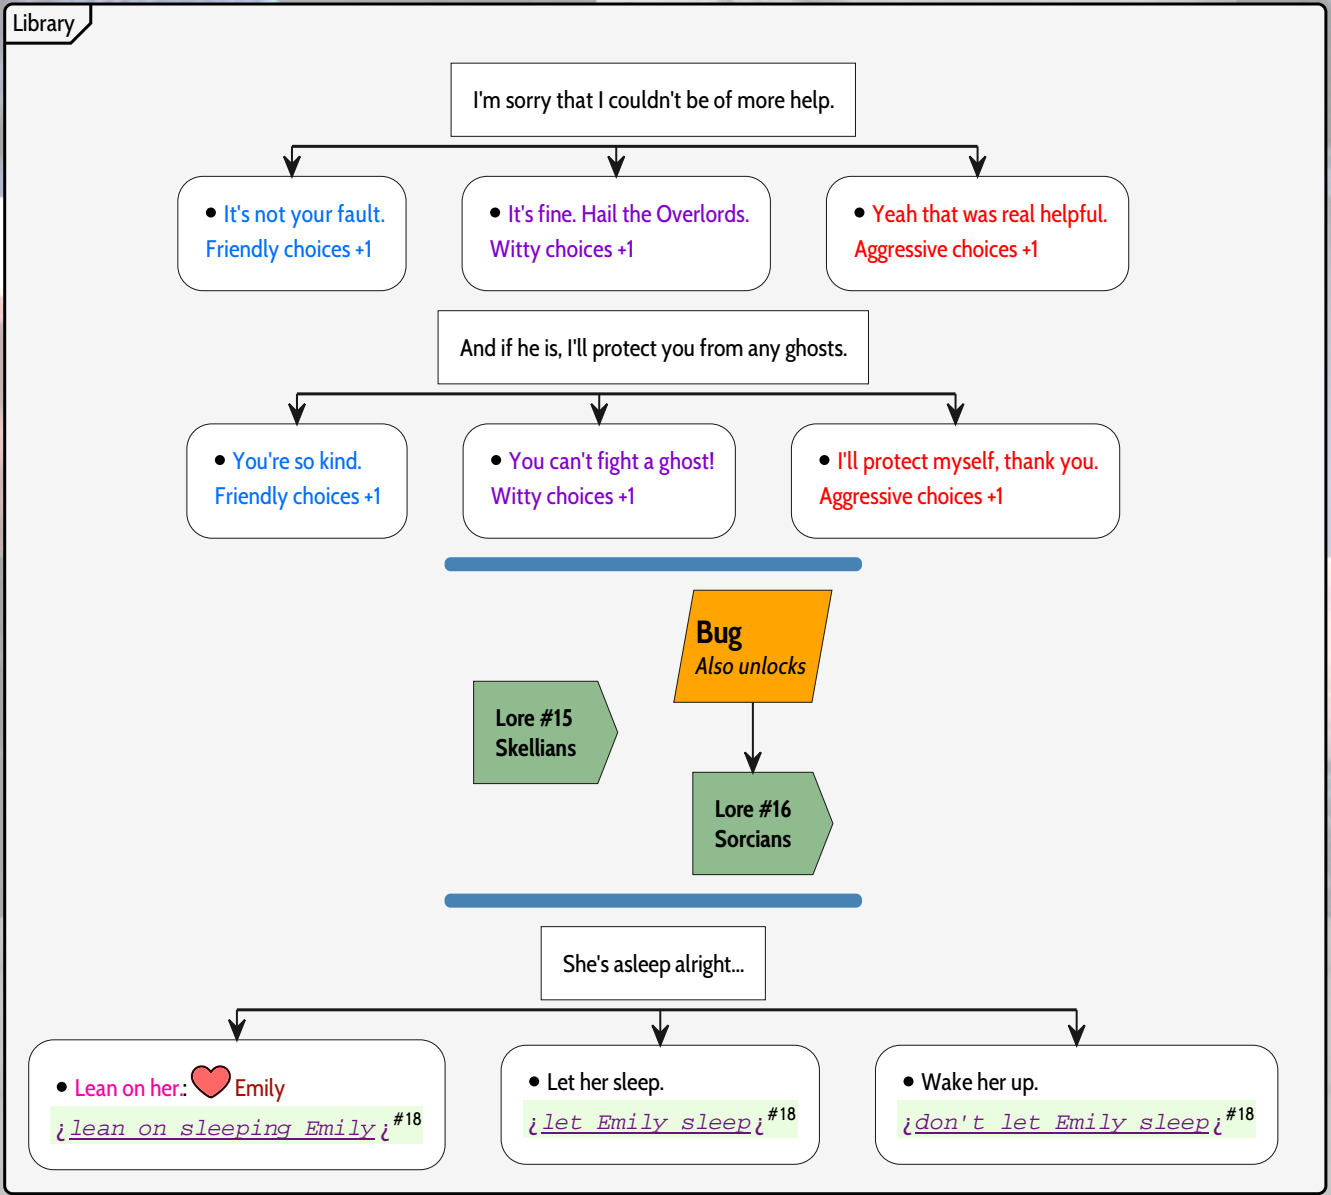 Library
I'm sorry that I couldn't be of more help.
• It's not your fault.
Friendly choices +1
• It's fine. Hail the Overlords.
Witty choices +1
• Yeah that was real helpful.
Aggressive choices +1
And if he is, I'll protect you from any ghosts.
• You're so kind.
Friendly choices +1
• You can't fight a ghost!
Witty choices +1
• I'll protect myself, thank you.
Aggressive choices +1
Bug
Also unlocks
Lore #15
Skellians
Lore #16
Sorcians
She's asleep alright...
• Lean on her.: Emily
¿lean on sleeping Emily¿#18
• Let her sleep.
¿let Emily sleep¿#18
• Wake her up.
¿don't let Emily sleep¿#18